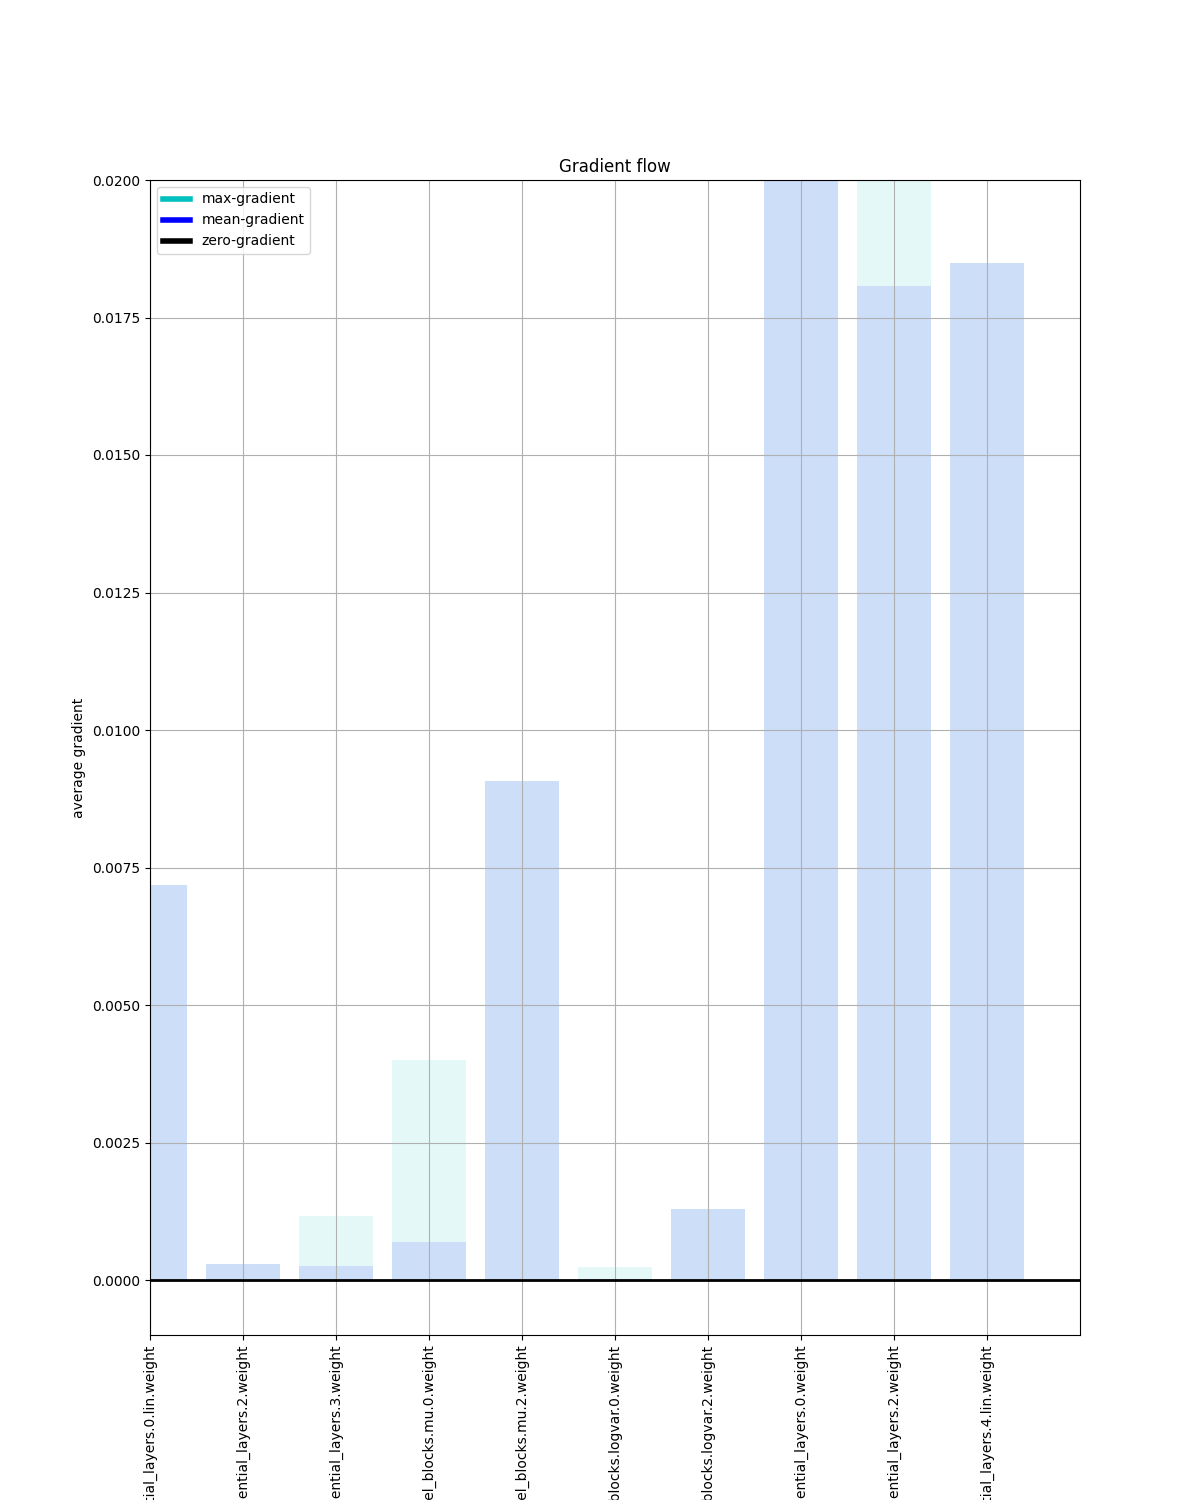 Gradient flow
max-gradient
mean-gradient
zero-gradient
0.0200
0.0175
0.0150
0.0125
0.0100
0.0075
0.0050
0.0025
0.0000
average gradient
tial_layers.0.lin.weight
ential_layers.2.weight
ential_layers.3.weight
el_blocks.mu.0.weight
el_blocks.mu.2.weight
blocks.logvar.0.weight
blocks.logvar.2.weight
ential_layers.0.weight
ential_layers.2.weight
tial_layers.4.lin.weight